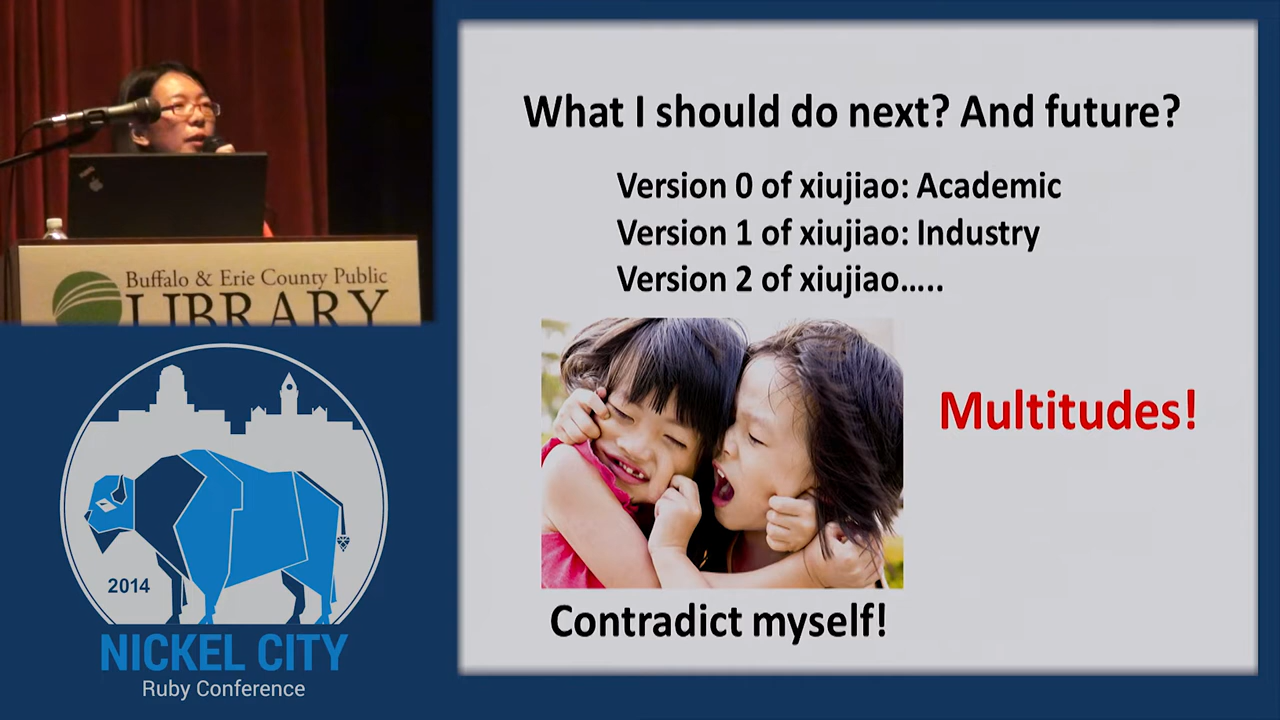 What I should do next? And future?
Version 0 of xiujiao: Academic
Version 1 of xiujiao: Industry
Version 2 of xiujiao.....
Multitudes!
Contradict myself!
Buffalo & Erie County Public
LIBRARY
2014
NICKEL CITY
Ruby Conference